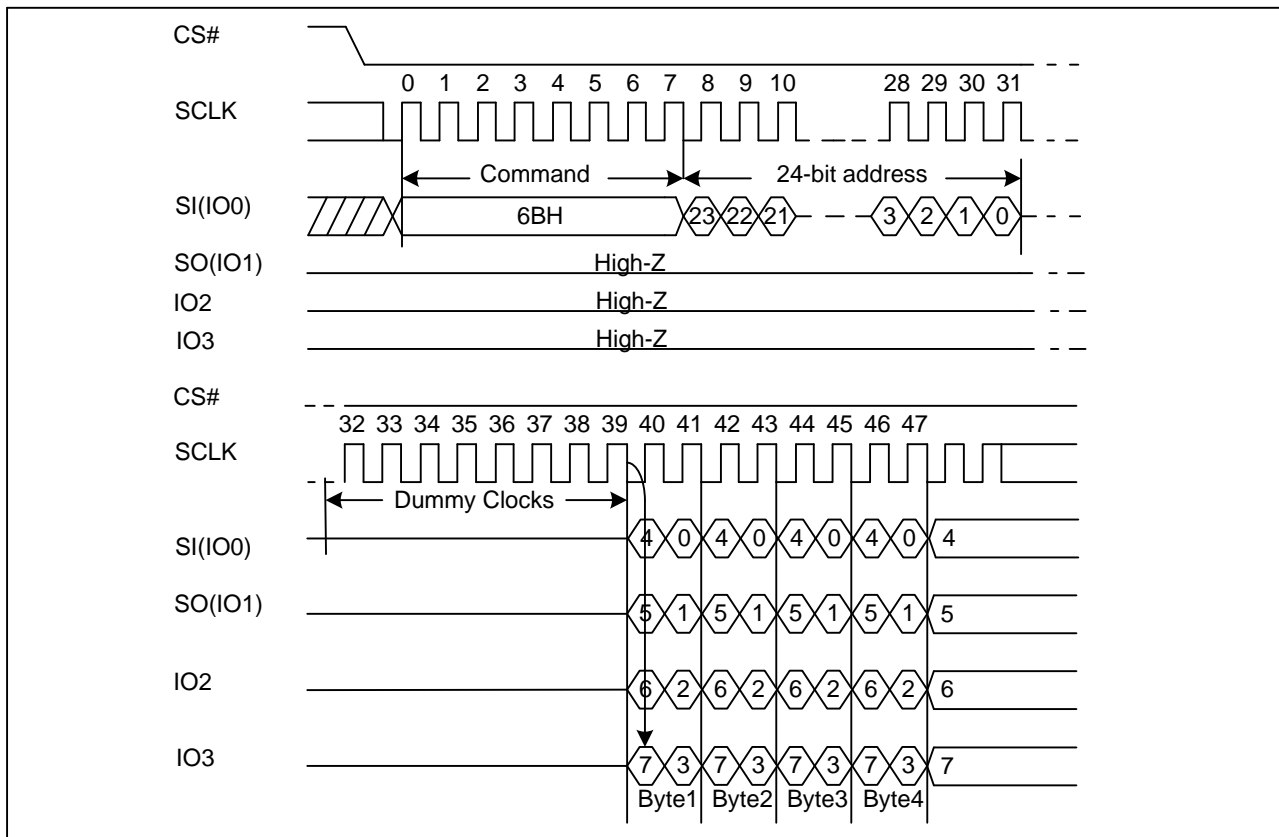 CS#
0 1 2 3 4 5 6 7 8 9 10 28 29 30 31
SCLK
Command 24-bit address
SI(IO0) 6BH 23 22 21 3 2 1 0
SO(IO1) High-Z
IO2 High-Z
IO3 High-Z
CS#
32 33 34 35 36 37 38 39 40 41 42 43 44 45 46 47
SCLK
Dummy Clocks
SI(IO0) 4 0 4 0 4 0 4 0 4
SO(IO1) 5 1 5 1 5 1 5 1 5
IO2 6 2 6 2 6 2 6 2 6
IO3 7 3 7 3 7 3 7 3 7
Byte1 Byte2 Byte3 Byte4